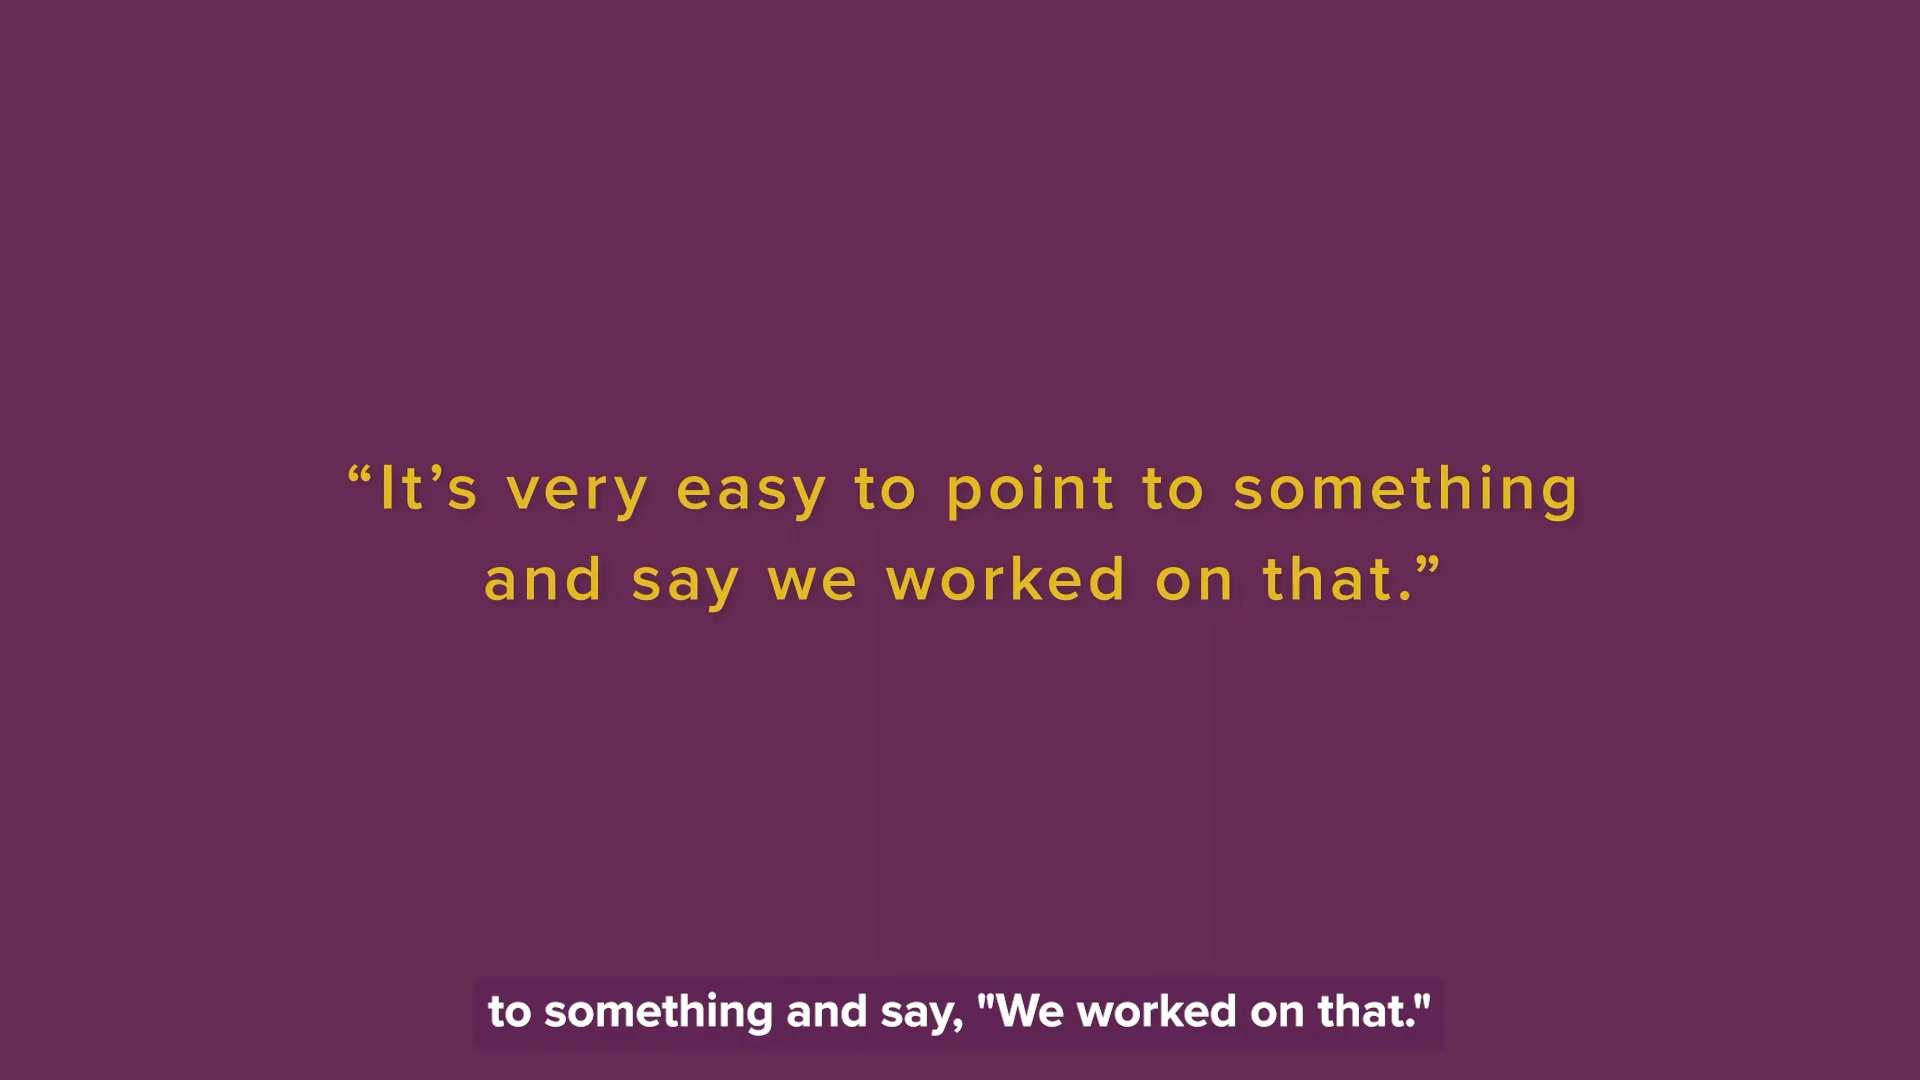 “It’s very easy to point to something
and say we worked on that.”
to something and say, "We worked on that."